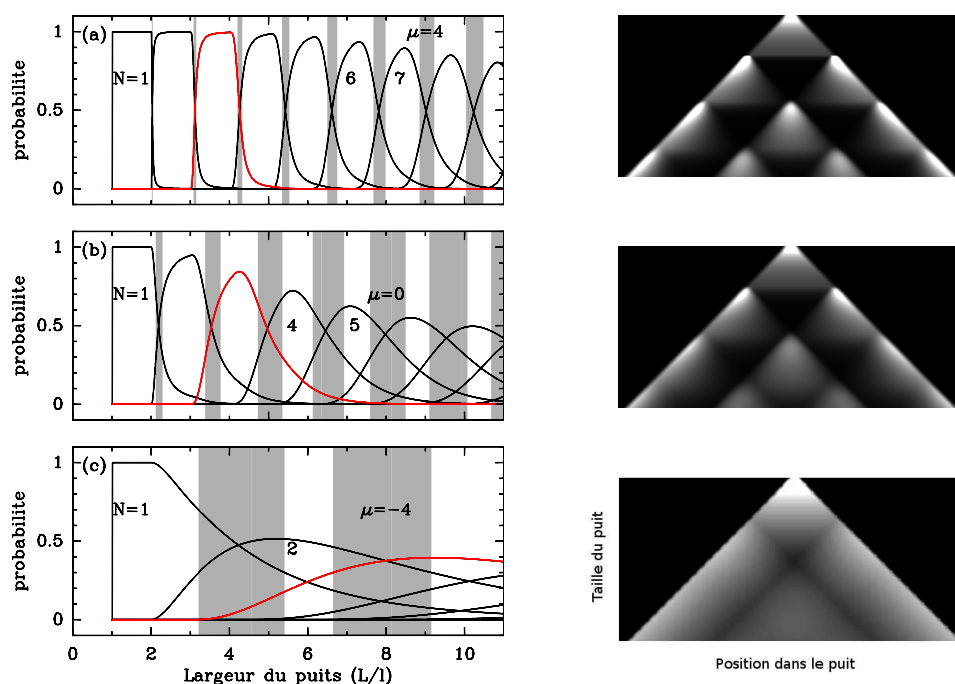 (a)
μ=4
N=1
6
7
probabilite
1
0.5
0
(b)
N=1
μ=0
4
5
probabilite
1
0.5
0
(c)
N=1
μ=−4
2
probabilite
1
0.5
0
0
2
4
6
8
10
Largeur du puits (L/l)
Taille du puit
Position dans le puit